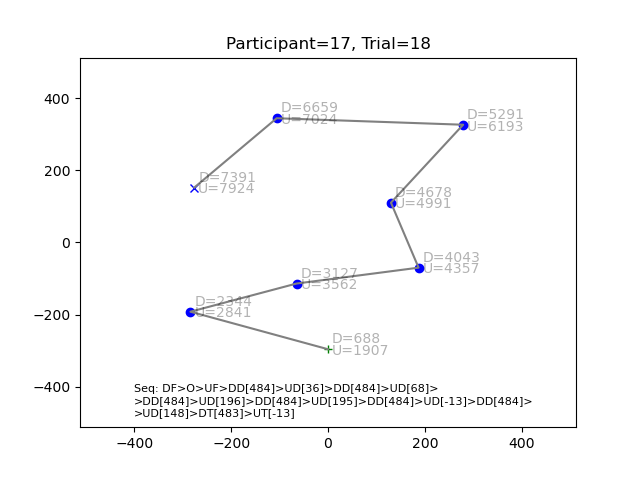 Participant=17, Trial=18
400
200
0
−200
−400
−400
−200
0
200
400
D=6659
U=7024
D=5291
U=6193
D=7391
U=7924
D=4678
U=4991
D=4043
U=4357
D=3127
U=3562
D=2344
U=2841
D=688
U=1907
Seq: DF>O>UF>DD[484]>UD[36]>DD[484]>UD[68]>
>DD[484]>UD[196]>DD[484]>UD[195]>DD[484]>UD[-13]>DD[484]>
>UD[148]>DT[483]>UT[-13]